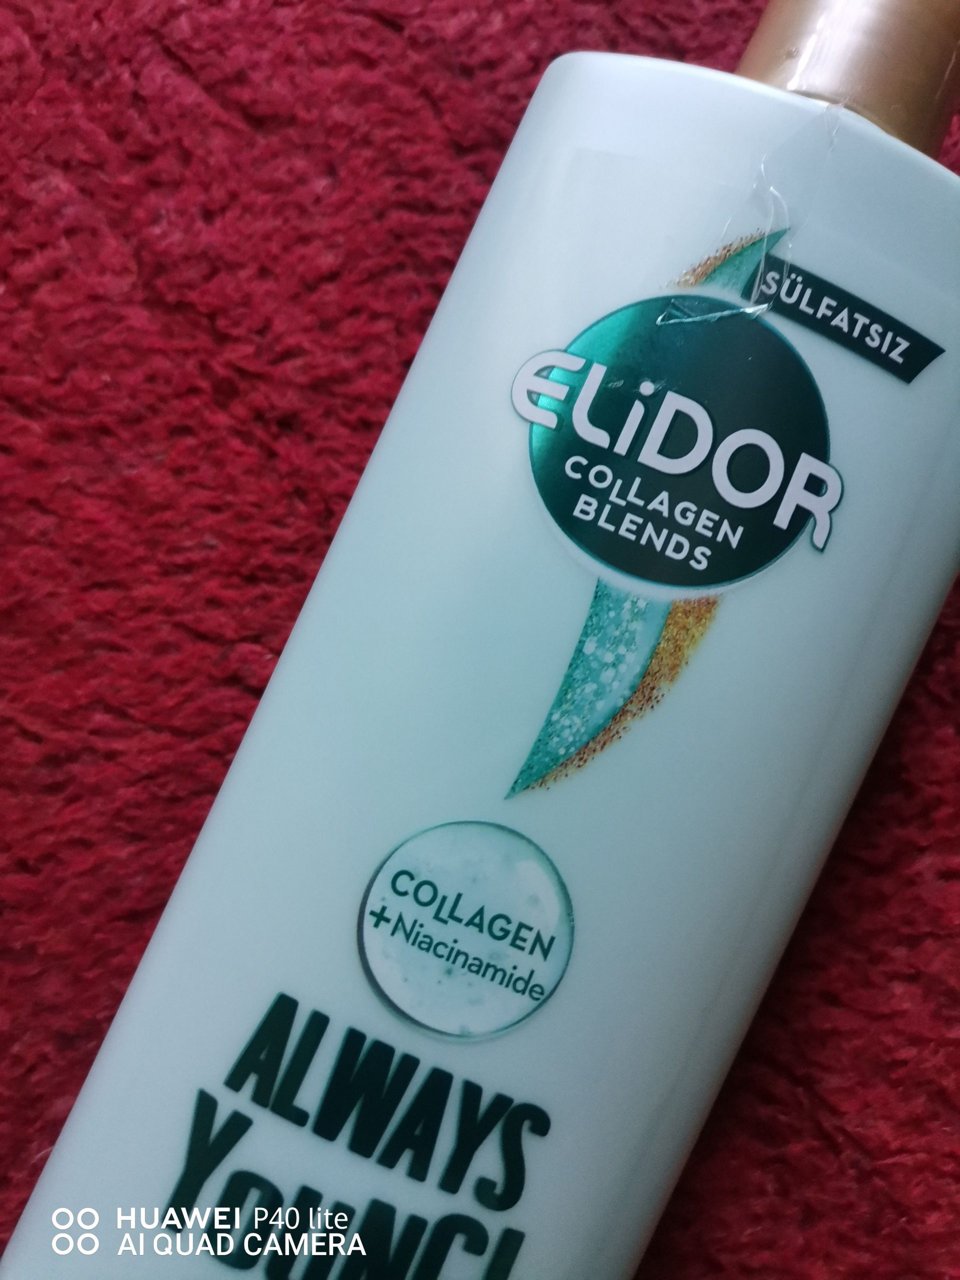 SÜLFATSIZ
ELiDOR
COLLAGEN
BLENDS
COLLAGEN
+Niacinamide
ALWAYS
HUAWEI P40 lite
AI QUAD CAMERA